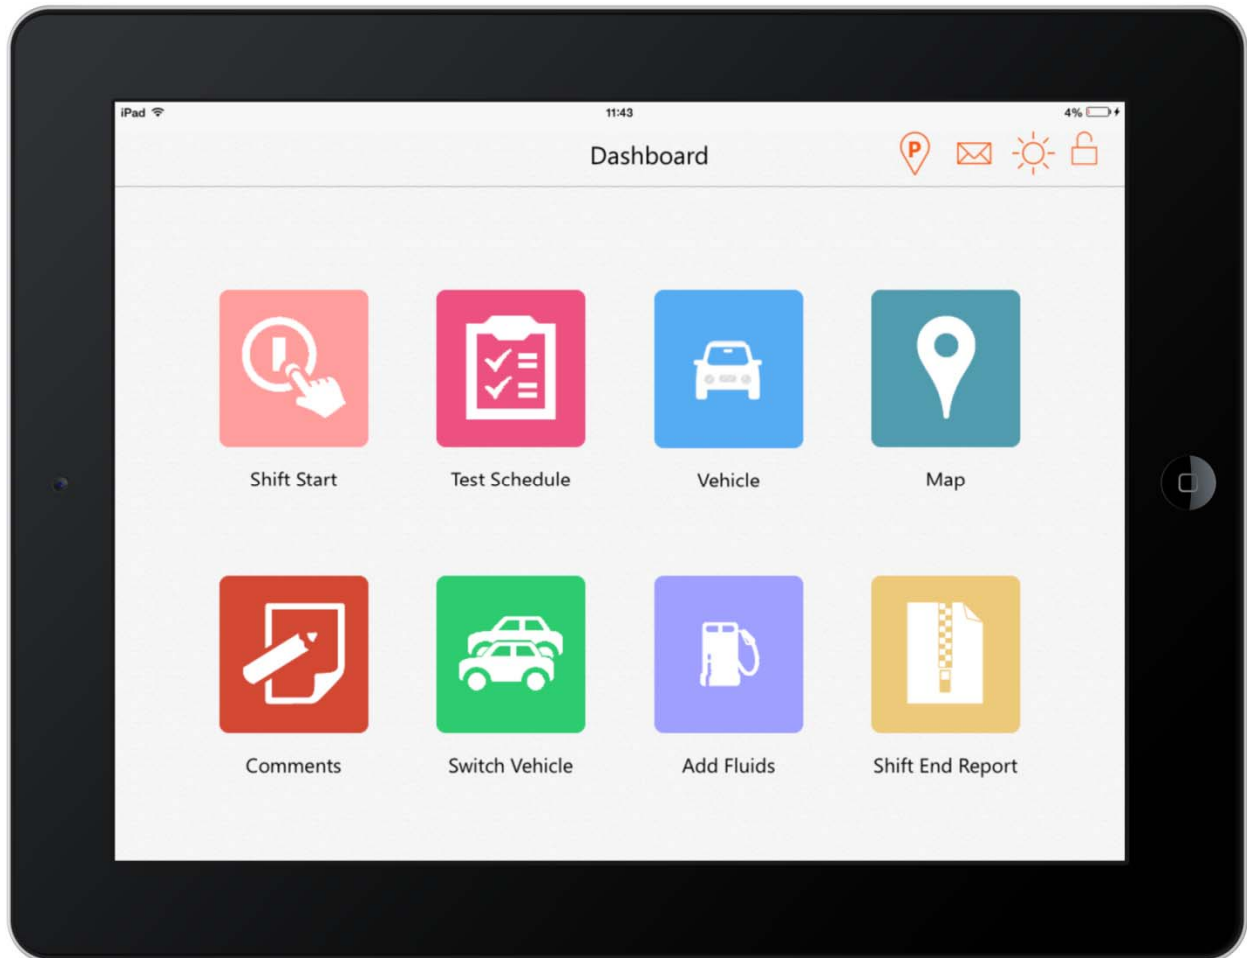 iPad 11:43 4%
Dashboard P
Shift Start Test Schedule Vehicle Map
Comments Switch Vehicle Add Fluids Shift End Report